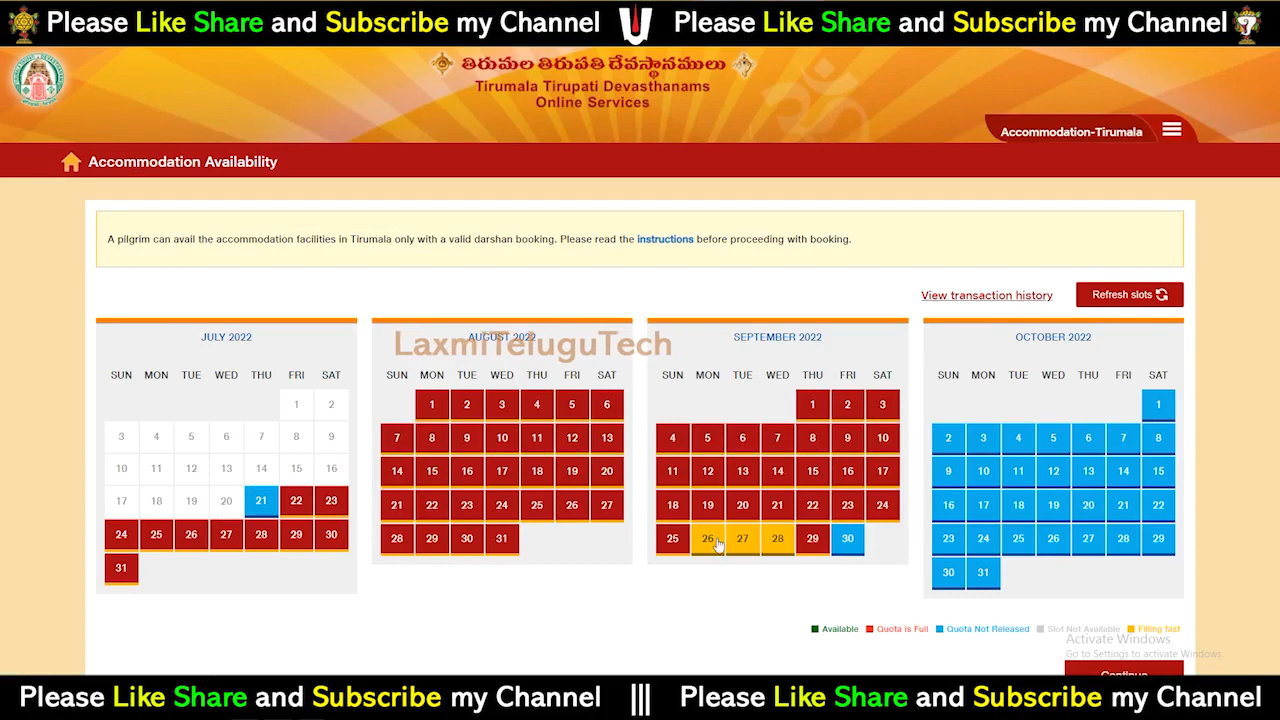 Please Like Share and Subscribe my Channel Please Like Share and Subscribe my Channel
తిరుమల తిరుపతి దేవస్థానములు
Tirumala Tirupati Devasthanams
Online Services
Accommodation-Tirumala
Accommodation Availability
A pilgrim can avail the accommodation facilities in Tirumala only with a valid darshan booking. Please read the instructions before proceeding with booking.
View transaction history Refresh slots
JULY 2022
SUN MON TUE WED THU FRI SAT
1 2
3 4 5 6 7 8 9
10 11 12 13 14 15 16
17 18 19 20 21 22 23
24 25 26 27 28 29 30
31
AUGUST 2022
LaxmiTeluguTech
SUN MON TUE WED THU FRI SAT
1 2 3 4 5 6
7 8 9 10 11 12 13
14 15 16 17 18 19 20
21 22 23 24 25 26 27
28 29 30 31
SEPTEMBER 2022
SUN MON TUE WED THU FRI SAT
1 2 3
4 5 6 7 8 9 10
11 12 13 14 15 16 17
18 19 20 21 22 23 24
25 26 27 28 29 30
OCTOBER 2022
SUN MON TUE WED THU FRI SAT
1
2 3 4 5 6 7 8
9 10 11 12 13 14 15
16 17 18 19 20 21 22
23 24 25 26 27 28 29
30 31
Available Quota is Full Quota Not Released Slot Not Available Filling fast
Activate Windows
Go to Settings to activate Windows.
Continue
Please Like Share and Subscribe my Channel ||| Please Like Share and Subscribe my Channel